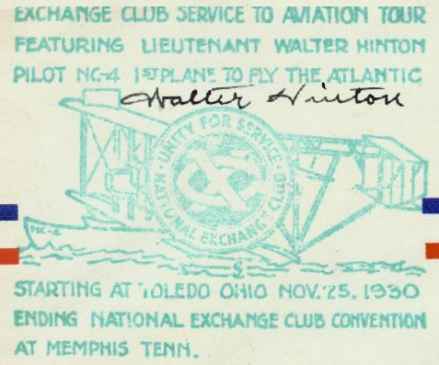 EXCHANGE CLUB SERVICE TO AVIATION TOUR
FEATURING LIEUTENANT WALTER HINTON
PILOT NC-4 1ST PLANE TO FLY THE ATLANTIC
Walter Hinton
UNITY FOR SERVICE
NATIONAL EXCHANGE CLUB
NC-4
STARTING AT TOLEDO OHIO NOV. 25, 1930
ENDING NATIONAL EXCHANGE CLUB CONVENTION
AT MEMPHIS TENN.